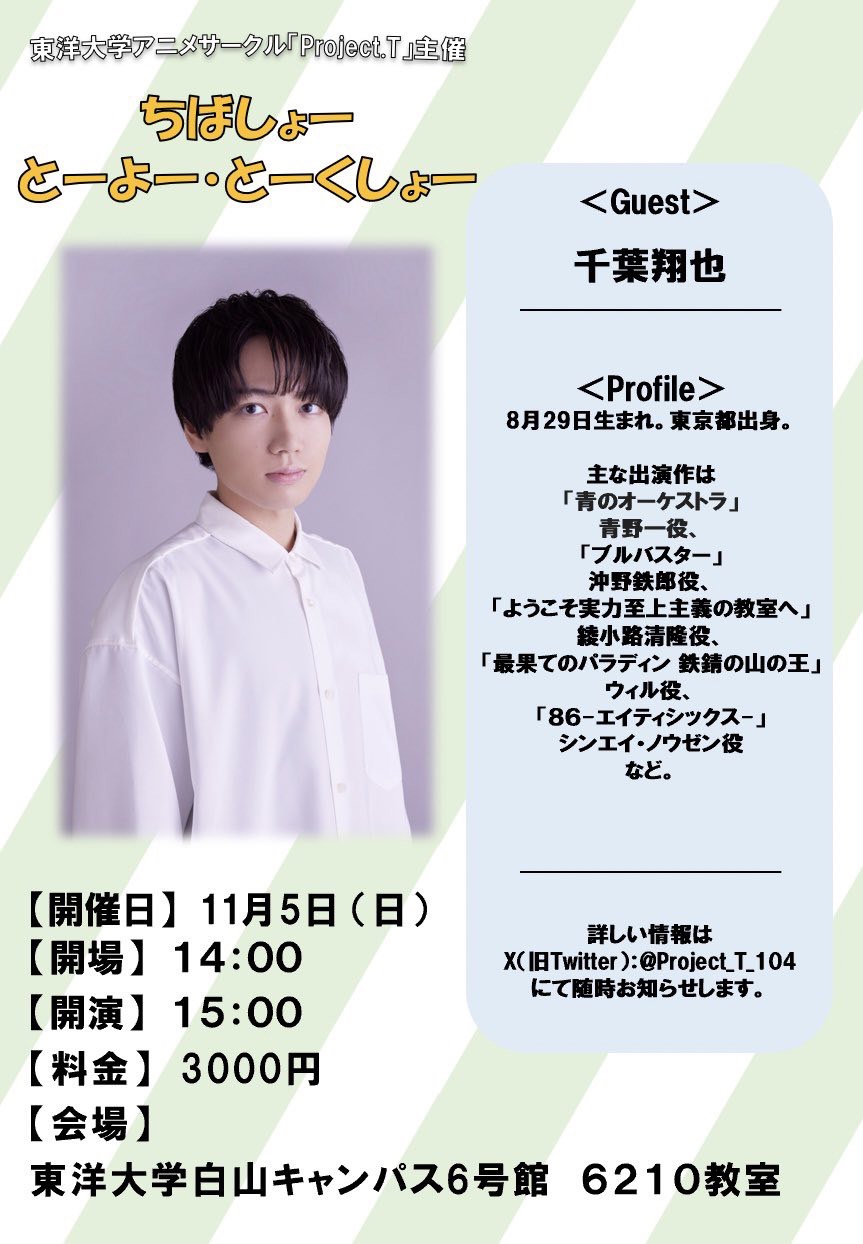 東洋大学アニメサークル「Project.T」主催
ちばしょー
とーよー・とーくしょー
＜Guest＞
千葉翔也
＜Profile＞
8月29日生まれ。東京都出身。
主な出演作は
「青のオーケストラ」
青野一役、
「ブルバスター」
沖野鉄郎役、
「ようこそ実力至上主義の教室へ」
綾小路清隆役、
「最果てのパラディン 鉄錆の山の王」
ウィル役、
「86-エイティシックス-」
シンエイ・ノウゼン役
など。
詳しい情報は
X(旧Twitter):@Project_T_104
にて随時お知らせします。
【開催日】 11月5日(日)
【開場】 14:00
【開演】 15:00
【料金】 3000円
【会場】
東洋大学白山キャンパス6号館　6210教室